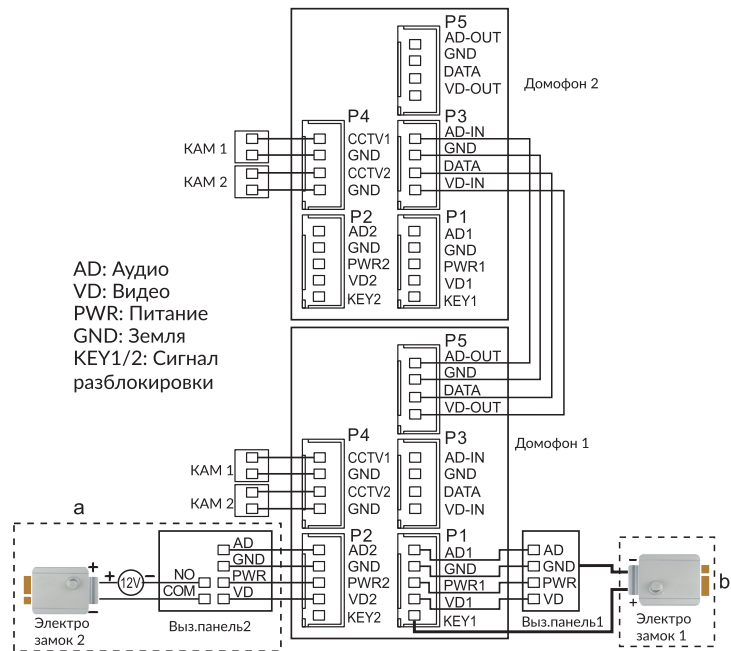 P5
AD-OUT
GND
DATA
VD-OUT
Домофон 2
P4
CCTV1
GND
CCTV2
GND
КАМ 1
КАМ 2
P3
AD-IN
GND
DATA
VD-IN
P2
AD2
GND
PWR2
VD2
KEY2
P1
AD1
GND
PWR1
VD1
KEY1
AD: Аудио
VD: Видео
PWR: Питание
GND: Земля
KEY1/2: Сигнал
разблокировки
P5
AD-OUT
GND
DATA
VD-OUT
Домофон 1
P4
CCTV1
GND
CCTV2
GND
КАМ 1
КАМ 2
P3
AD-IN
GND
DATA
VD-IN
a
P2
AD2
GND
PWR2
VD2
KEY2
P1
AD1
GND
PWR1
VD1
KEY1
AD
GND
PWR
VD
NO
COM
+ + 12V −
−
Электро
замок 2
Выз.панель2
AD
GND
PWR
VD
Выз.панель1
−
+
b
Электро
замок 1